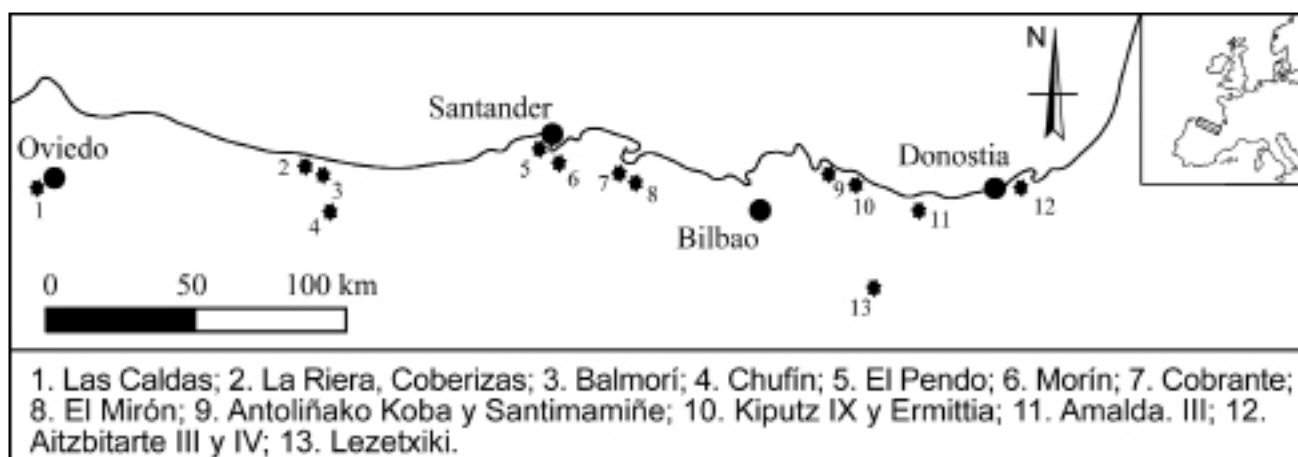 N
Santander
Oviedo
Donostia
2
3
5
6
7
8
9
10
11
12
1
4
Bilbao
0 50 100 km
13
1. Las Caldas; 2. La Riera, Coberizas; 3. Balmorí; 4. Chufín; 5. El Pendo; 6. Morín; 7. Cobrante;
8. El Mirón; 9. Antoliñako Koba y Santimamiñe; 10. Kiputz IX y Ermittia; 11. Amalda. III; 12.
Aitzbitarte III y IV; 13. Lezetxiki.